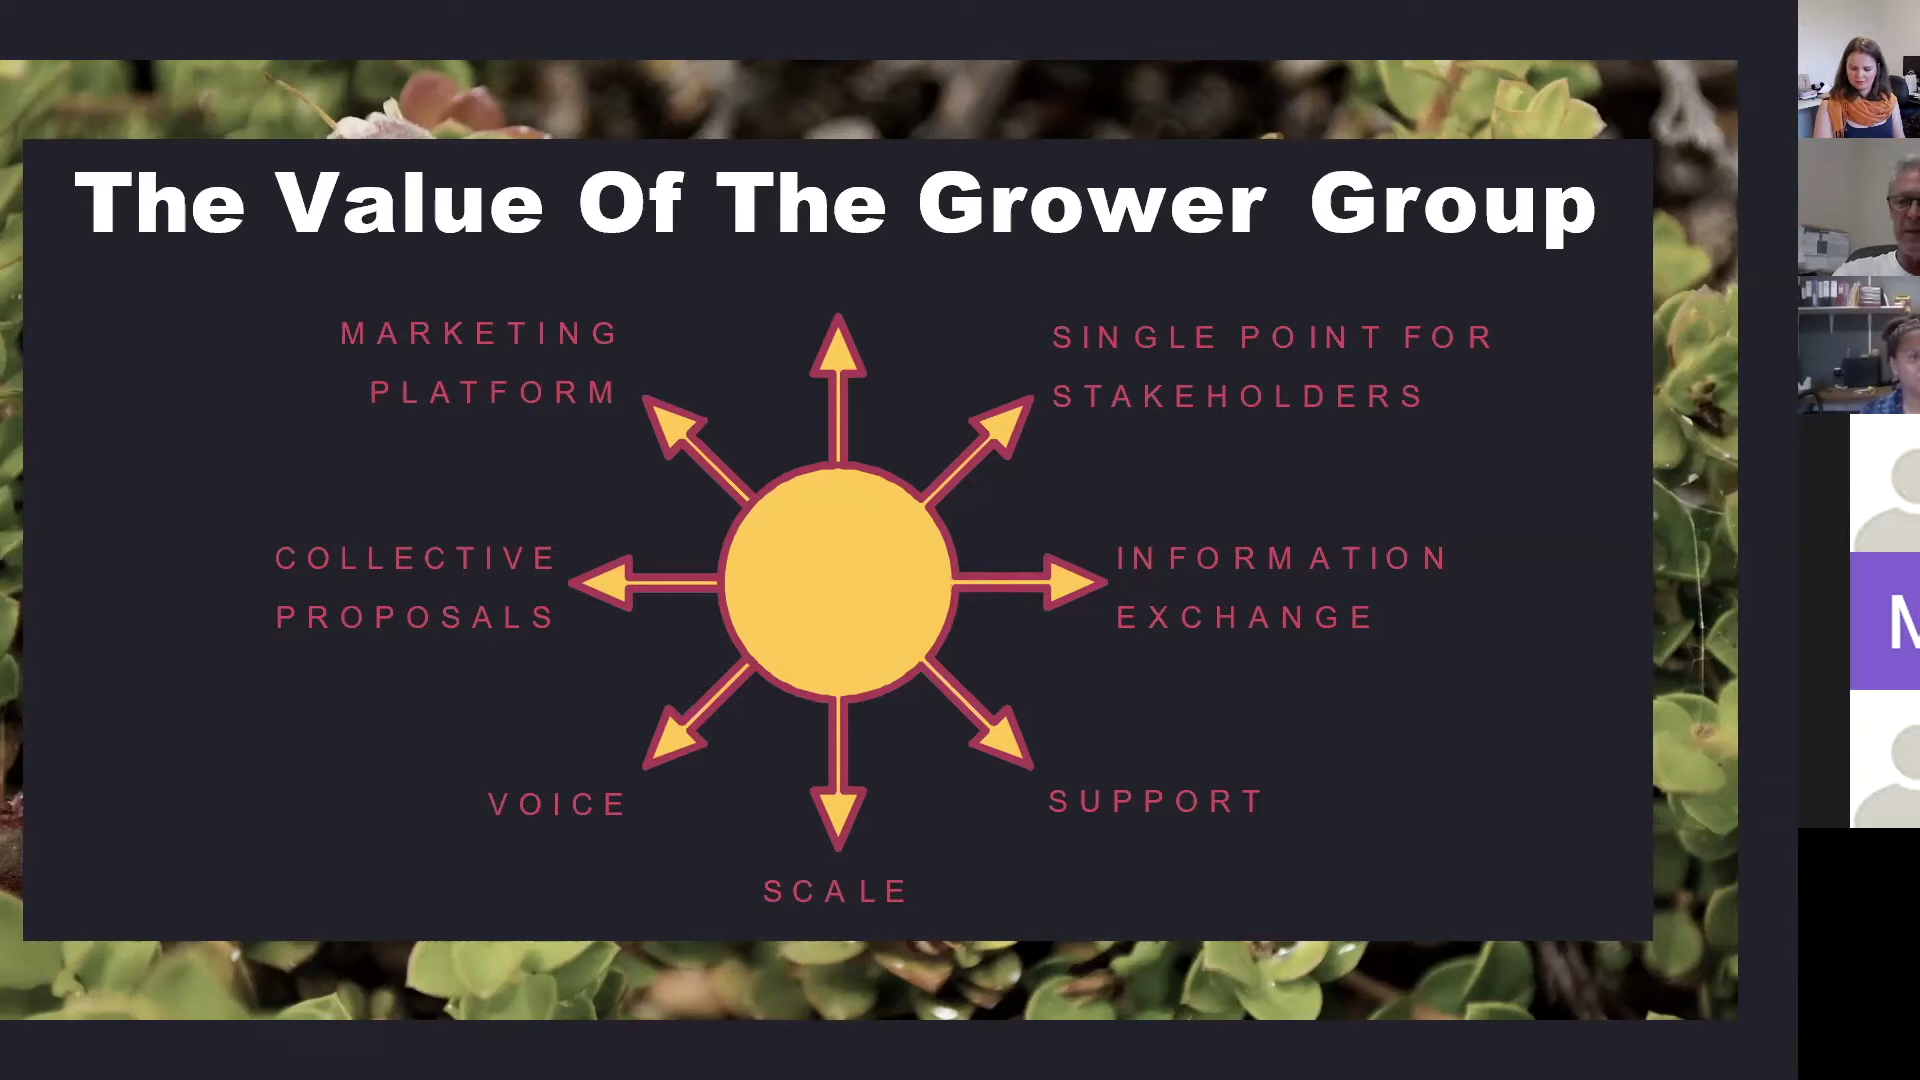 The Value Of The Grower Group
MARKETING
PLATFORM
SINGLE POINT FOR
STAKEHOLDERS
COLLECTIVE
PROPOSALS
INFORMATION
EXCHANGE
VOICE
SUPPORT
SCALE
M